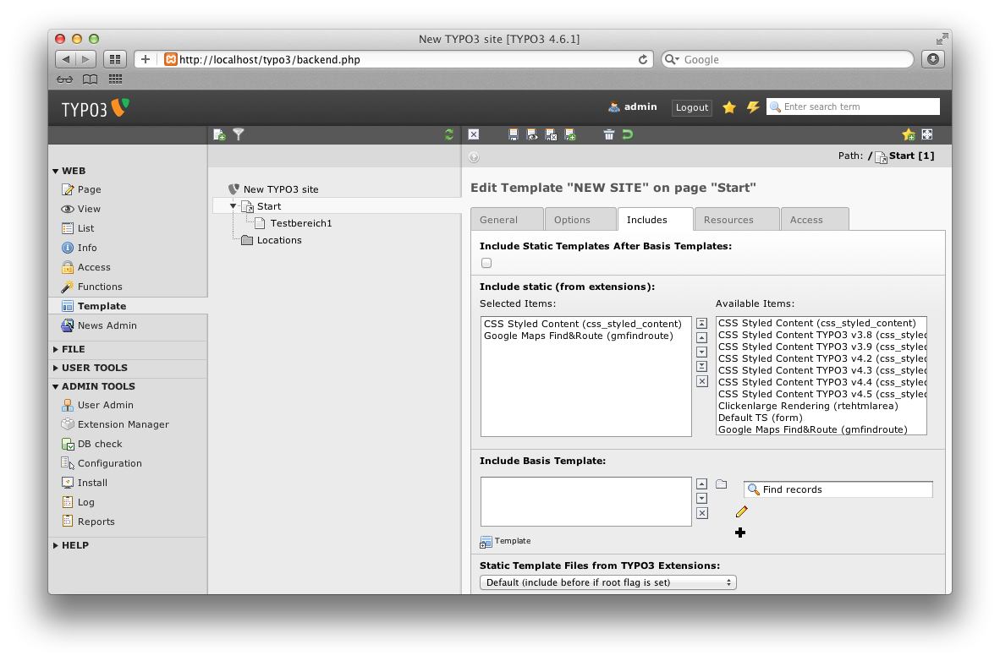 New TYPO3 site [TYPO3 4.6.1]
http://localhost/typo3/backend.php
Google
TYPO3
admin
Logout
Enter search term
Path: / Start [1]
WEB
Page
View
List
Info
Access
Functions
Template
News Admin
FILE
USER TOOLS
ADMIN TOOLS
User Admin
Extension Manager
DB check
Configuration
Install
Log
Reports
HELP
New TYPO3 site
Start
Testbereich1
Locations
Edit Template "NEW SITE" on page "Start"
General
Options
Includes
Resources
Access
Include Static Templates After Basis Templates:
Include static (from extensions):
Selected Items:
CSS Styled Content (css_styled_content)
Google Maps Find&Route (gmfindroute)
Available Items:
CSS Styled Content (css_styled_content)
CSS Styled Content TYPO3 v3.8 (css_styled
CSS Styled Content TYPO3 v3.9 (css_styled
CSS Styled Content TYPO3 v4.2 (css_styled
CSS Styled Content TYPO3 v4.3 (css_styled
CSS Styled Content TYPO3 v4.4 (css_styled
CSS Styled Content TYPO3 v4.5 (css_styled
Clickenlarge Rendering (rtehtmlarea)
Default TS (form)
Google Maps Find&Route (gmfindroute)
Include Basis Template:
Find records
Template
Static Template Files from TYPO3 Extensions:
Default (include before if root flag is set)